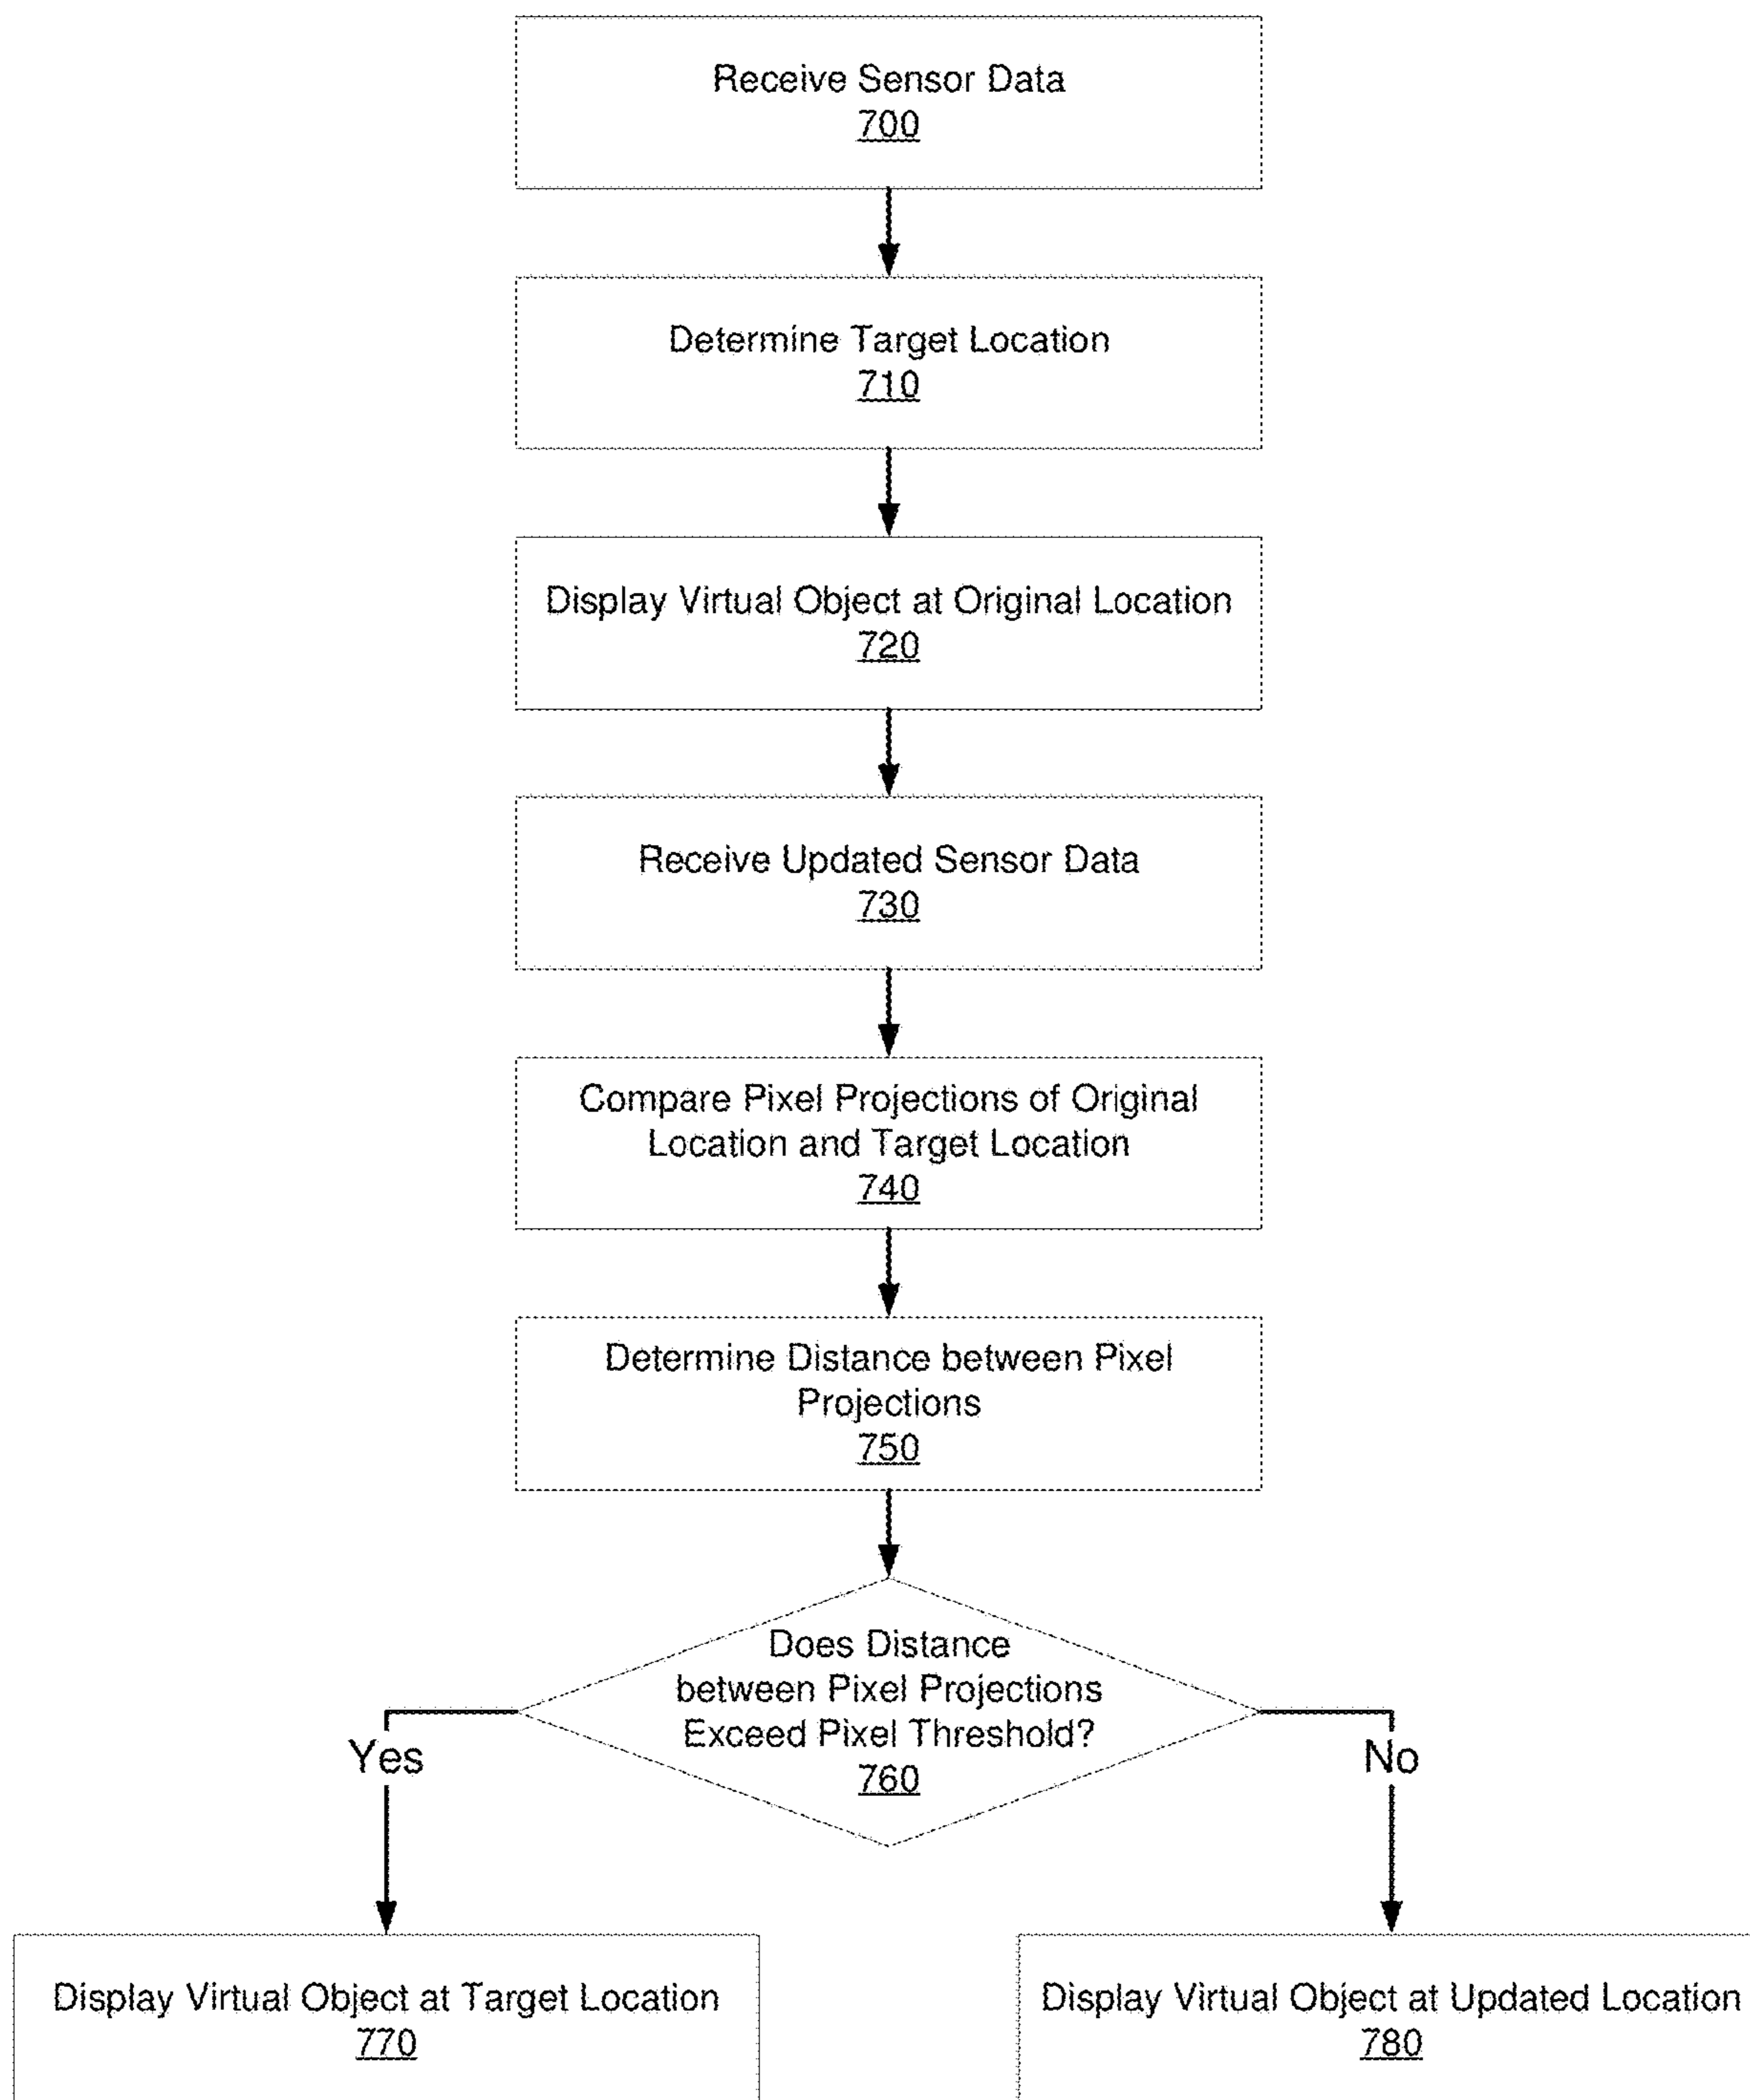 Receive Sensor Data
700
Determine Target Location
710
Display Virtual Object at Original Location
720
Receive Updated Sensor Data
730
Compare Pixel Projections of Original
Location and Target Location
740
Determine Distance between Pixel
Projections
750
Does Distance
between Pixel Projections
Exceed Pixel Threshold?
760
Yes
No
Display Virtual Object at Target Location
770
Display Virtual Object at Updated Location
780